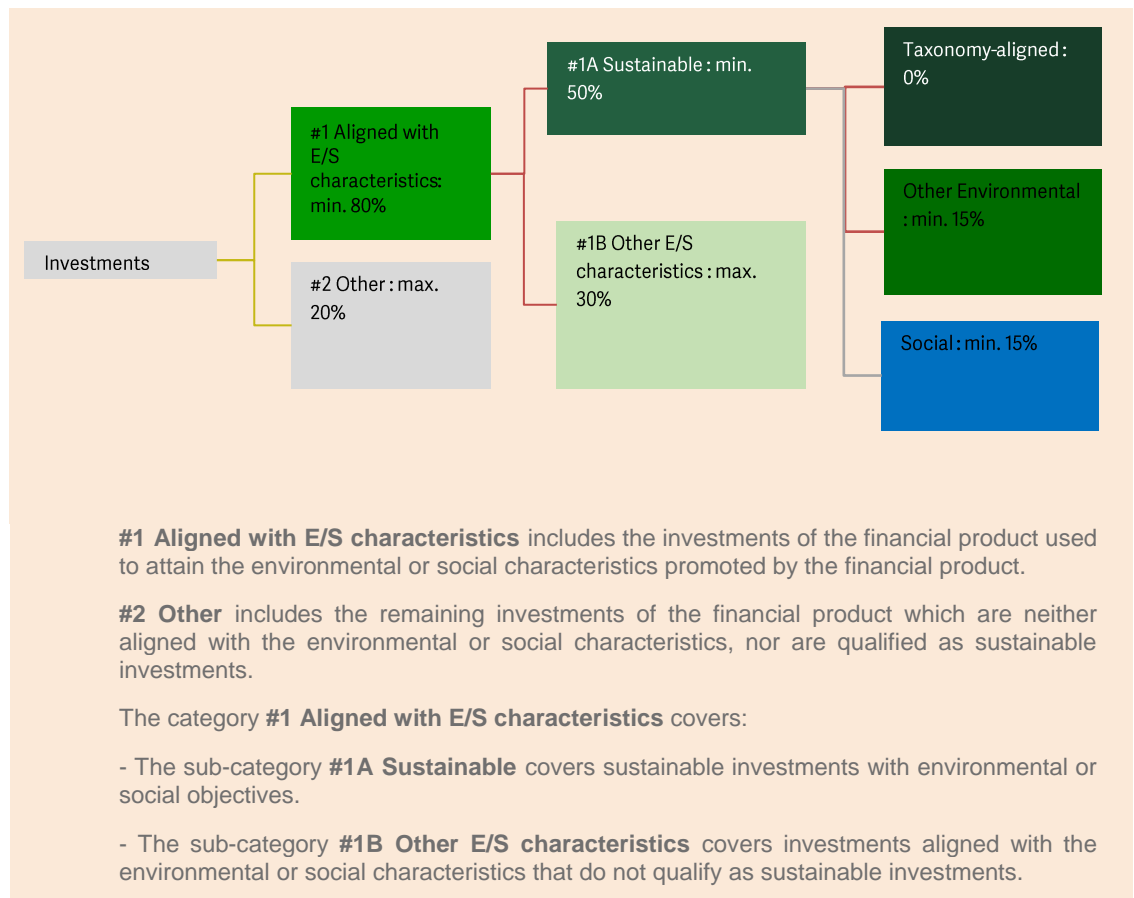 Investments
#1 Aligned with
E/S
characteristics:
min. 80%
#2 Other : max.
20%
#1A Sustainable : min.
50%
#1B Other E/S
characteristics : max.
30%
Taxonomy-aligned :
0%
Other Environmental
: min. 15%
Social : min. 15%
#1 Aligned with E/S characteristics includes the investments of the financial product used
to attain the environmental or social characteristics promoted by the financial product.
#2 Other includes the remaining investments of the financial product which are neither
aligned with the environmental or social characteristics, nor are qualified as sustainable
investments.
The category #1 Aligned with E/S characteristics covers:
- The sub-category #1A Sustainable covers sustainable investments with environmental or
social objectives.
- The sub-category #1B Other E/S characteristics covers investments aligned with the
environmental or social characteristics that do not qualify as sustainable investments.